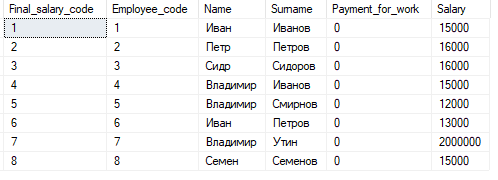 Final_salary_code Employee_code Name Surname Payment_for_work Salary
1 1 Иван Иванов 0 15000
2 2 Петр Петров 0 16000
3 3 Сидр Сидоров 0 16000
4 4 Владимир Иванов 0 15000
5 5 Владимир Смирнов 0 12000
6 6 Иван Петров 0 13000
7 7 Владимир Утин 0 2000000
8 8 Семен Семенов 0 15000